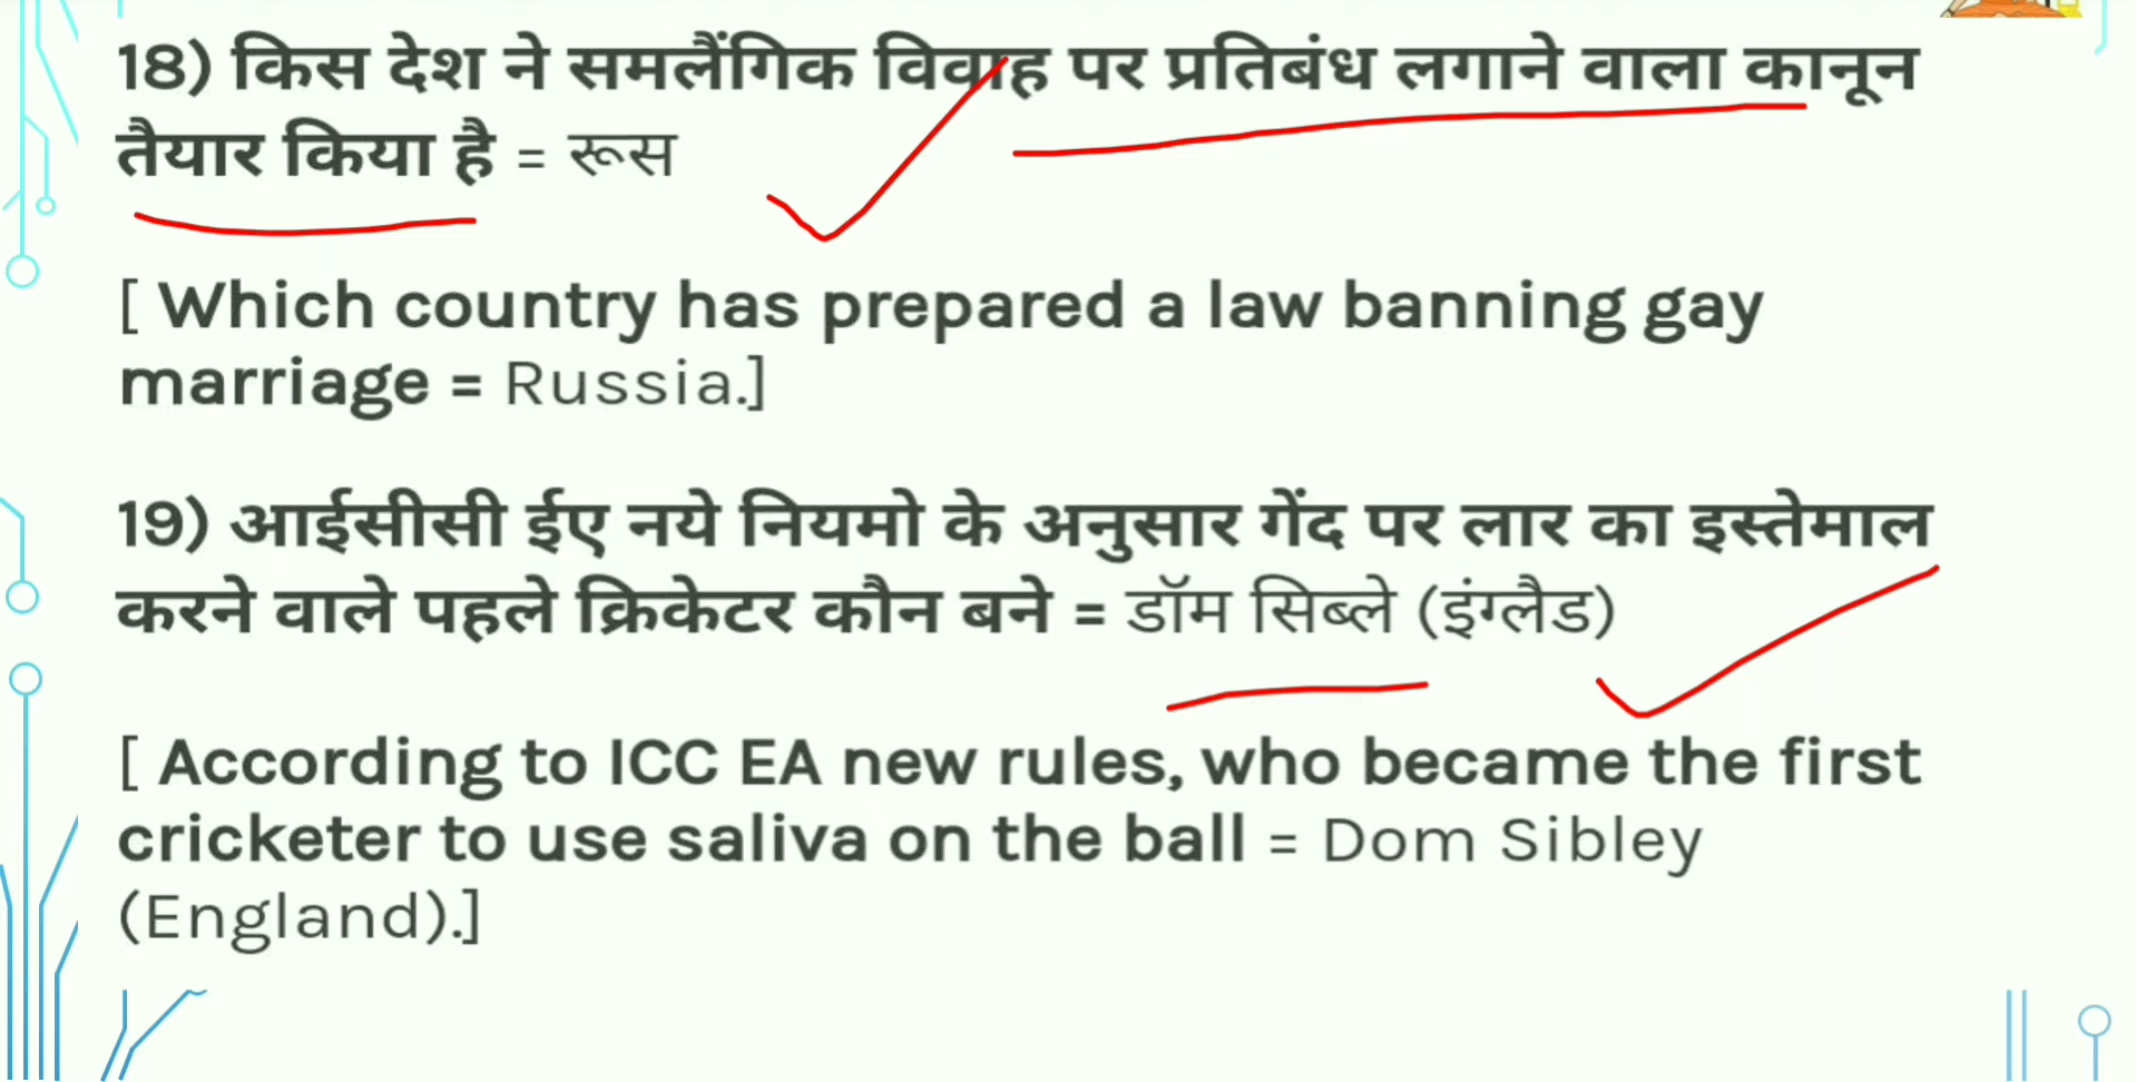 18) किस देश ने समलैंगिक विवाह पर प्रतिबंध लगाने वाला कानून
तैयार किया है = रूस
[ Which country has prepared a law banning gay
marriage = Russia.]
19) आईसीसी ईए नये नियमो के अनुसार गेंद पर लार का इस्तेमाल
करने वाले पहले क्रिकेटर कौन बने = डॉम सिब्ले (इंग्लैड)
[ According to ICC EA new rules, who became the first
cricketer to use saliva on the ball = Dom Sibley
(England).]